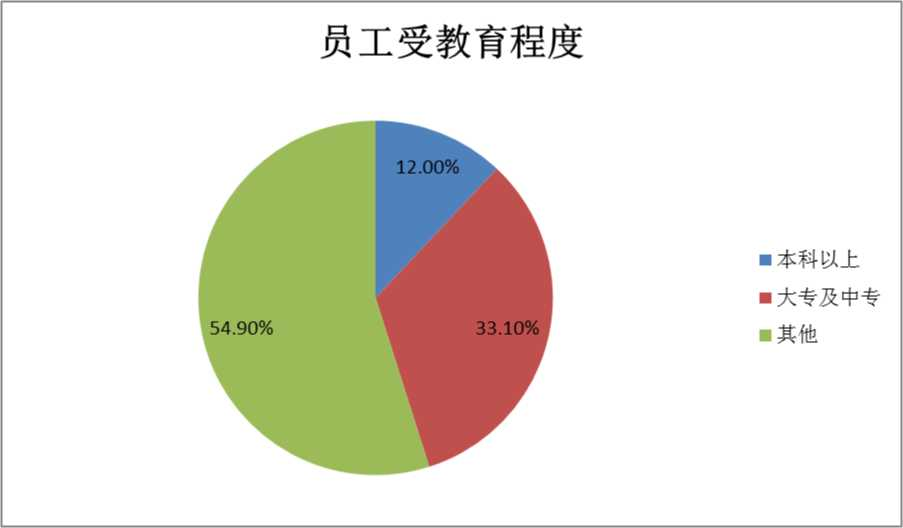 员工受教育程度
12.00%
54.90%
33.10%
本科以上
大专及中专
其他